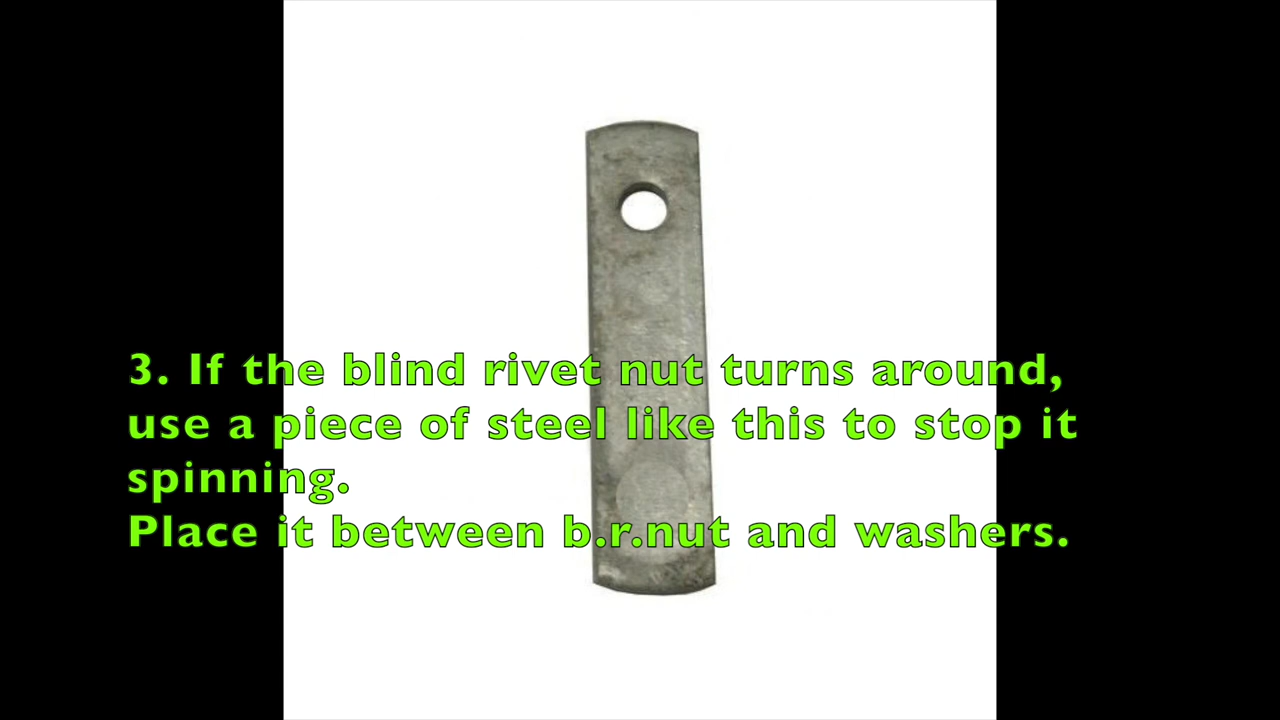 3. If the blind rivet nut turns around,
use a piece of steel like this to stop it
spinning.
Place it between b.r.nut and washers.